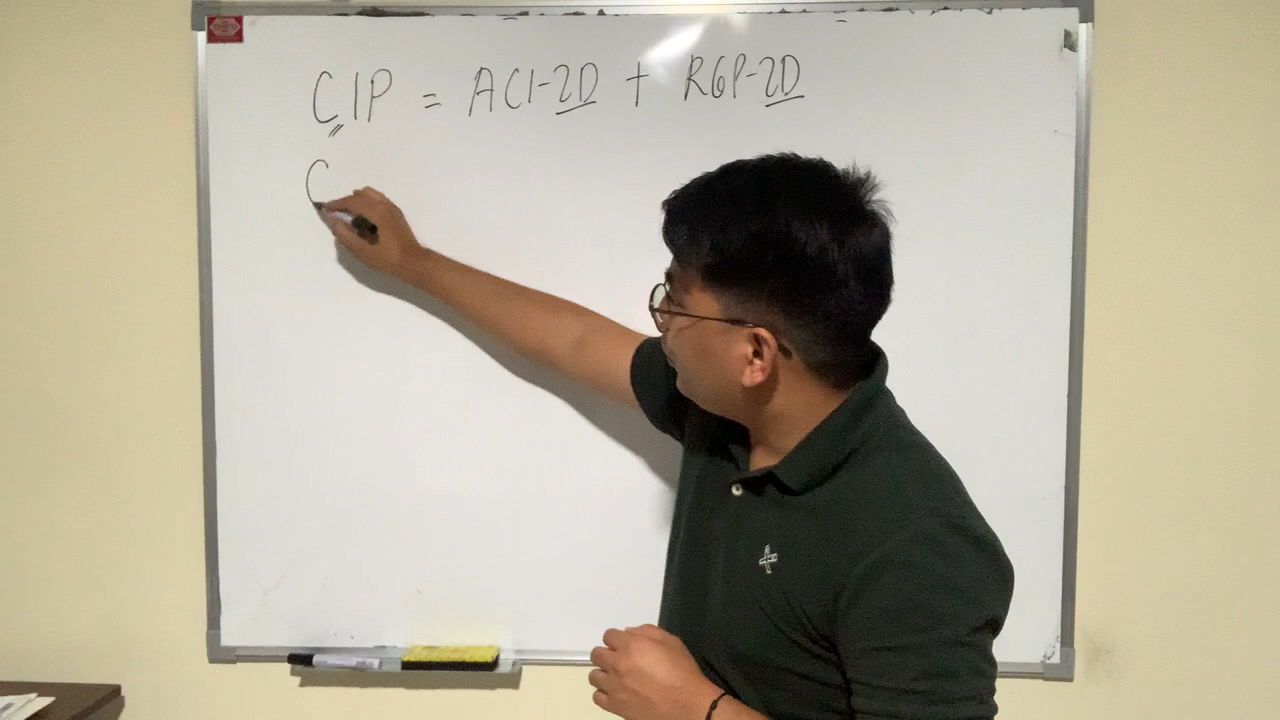 CIP = ACI-2D + RGP-2D
C